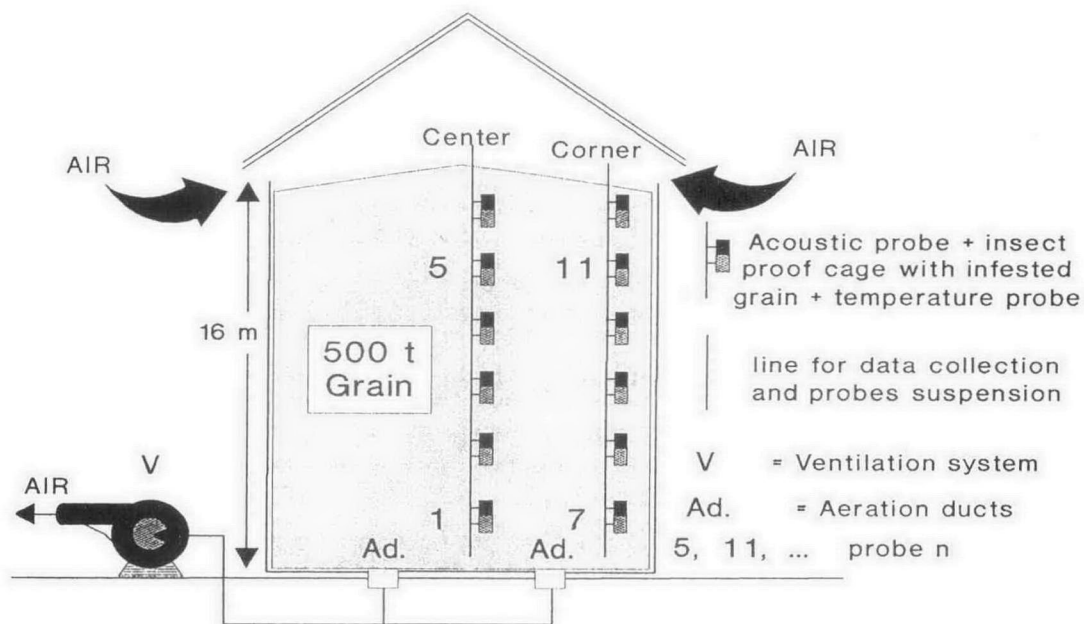 Center
Corner
AIR
AIR
5
11
16 m
500 t
Grain
Acoustic probe + insect
proof cage with infested
grain + temperature probe
line for data collection
and probes suspension
V
AIR
1
7
Ad.
Ad.
V = Ventilation system
Ad. = Aeration ducts
5, 11, ... probe n